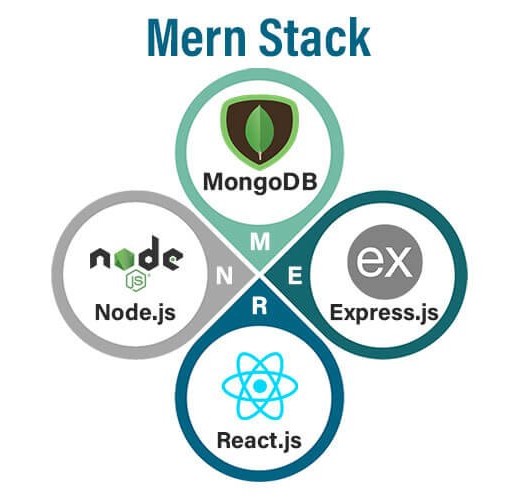 Mern Stack
MongoDB
M
node
JS
Node.js
N
E
ex
Express.js
R
React.js